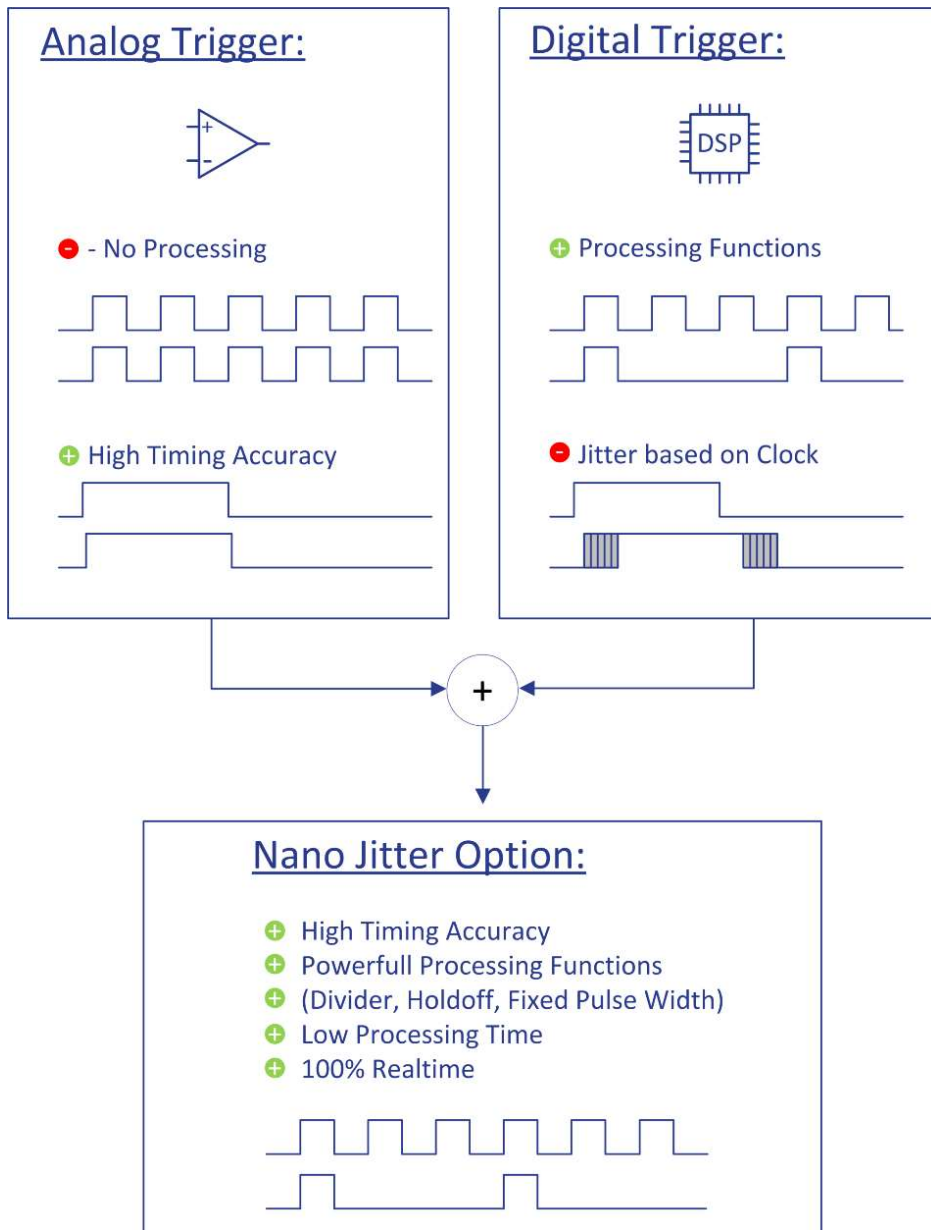 Analog Trigger:
+
-
- No Processing
High Timing Accuracy
Digital Trigger:
DSP
Processing Functions
Jitter based on Clock
+
Nano Jitter Option:
High Timing Accuracy
Powerfull Processing Functions
(Divider, Holdoff, Fixed Pulse Width)
Low Processing Time
100% Realtime